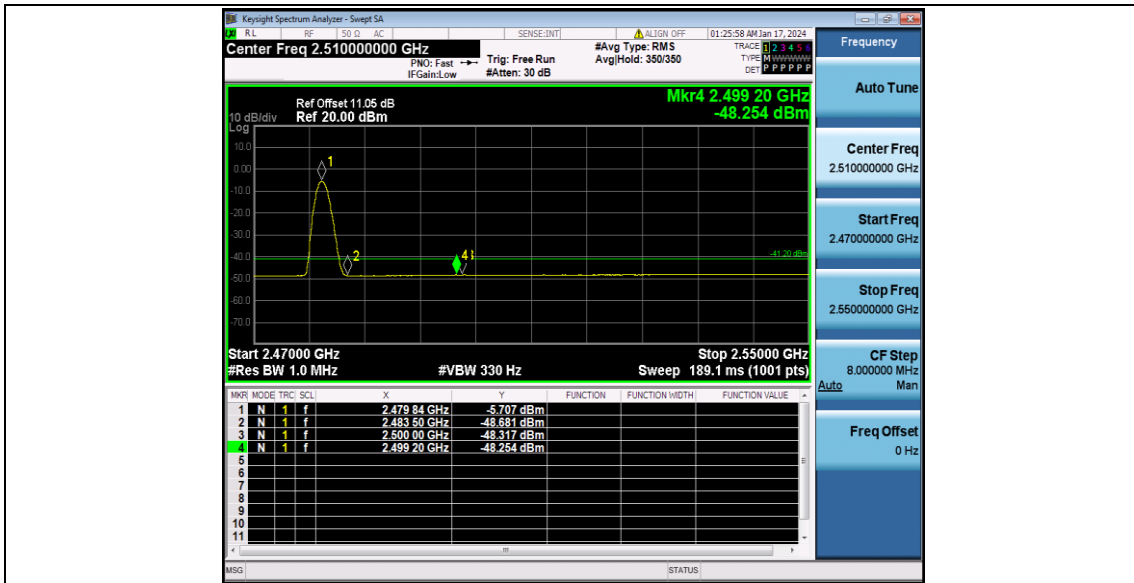 Keysight Spectrum Analyzer - Swept SA
RL RF 50 Ω AC SENSE:INT ALIGN OFF 01:25:58 AM Jan 17, 2024
Center Freq 2.510000000 GHz
PNO: Fast
IFGain:Low
Trig: Free Run
#Atten: 30 dB
#Avg Type: RMS
Avg|Hold: 350/350
TRACE 1 2 3 4 5 6
TYPE M W W W W W
DET P P P P P P
Frequency
Auto Tune
Center Freq
2.510000000 GHz
Start Freq
2.470000000 GHz
Stop Freq
2.550000000 GHz
CF Step
8.000000 MHz
Auto Man
Freq Offset
0 Hz
Mkr4 2.499 20 GHz
-48.254 dBm
Ref Offset 11.05 dB
10 dB/div Ref 20.00 dBm
Log
10.0
0.00
-10.0
-20.0
-30.0
-40.0
-50.0
-60.0
-70.0
1
2
4
-41.20 dBm
Start 2.47000 GHz Stop 2.55000 GHz
#Res BW 1.0 MHz #VBW 330 Hz Sweep 189.1 ms (1001 pts)
MKR MODE TRC SCL X Y FUNCTION FUNCTION WIDTH FUNCTION VALUE
1 N 1 f 2.479 84 GHz -5.707 dBm
2 N 1 f 2.483 50 GHz -48.681 dBm
3 N 1 f 2.500 00 GHz -48.317 dBm
4 N 1 f 2.499 20 GHz -48.254 dBm
5
6
7
8
9
10
11
MSG STATUS